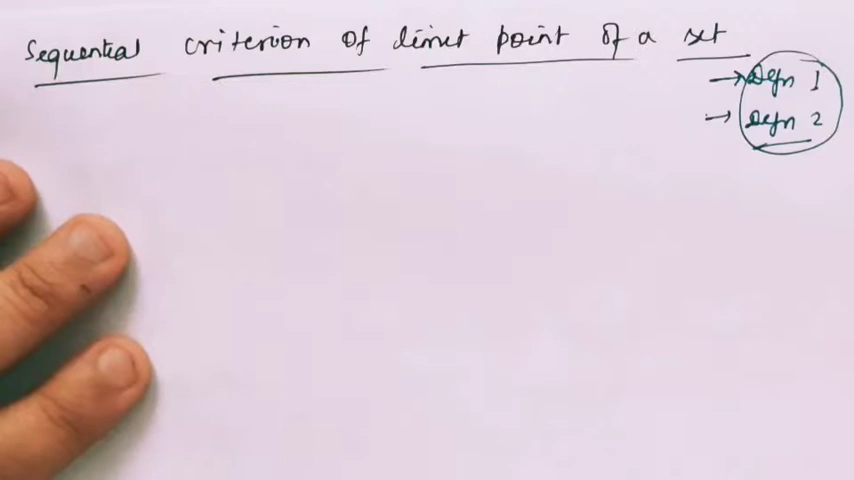 Sequential criterion of limit point of a set
→ Defn 1
→ Defn 2